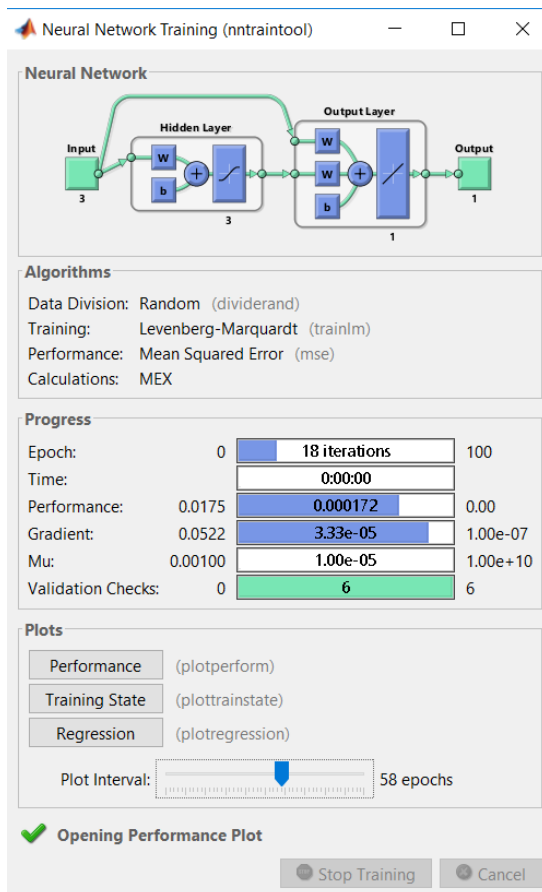 Neural Network Training (nntraintool)
Neural Network
Hidden Layer
Output Layer
Input
Output
W
b
W
W
b
3
3
1
1
Algorithms
Data Division: Random (dividerand)
Training: Levenberg-Marquardt (trainlm)
Performance: Mean Squared Error (mse)
Calculations: MEX
Progress
Epoch: 0 18 iterations 100
Time: 0:00:00
Performance: 0.0175 0.000172 0.00
Gradient: 0.0522 3.33e-05 1.00e-07
Mu: 0.00100 1.00e-05 1.00e+10
Validation Checks: 0 6 6
Plots
Performance (plotperform)
Training State (plottrainstate)
Regression (plotregression)
Plot Interval: 58 epochs
Opening Performance Plot
Stop Training Cancel